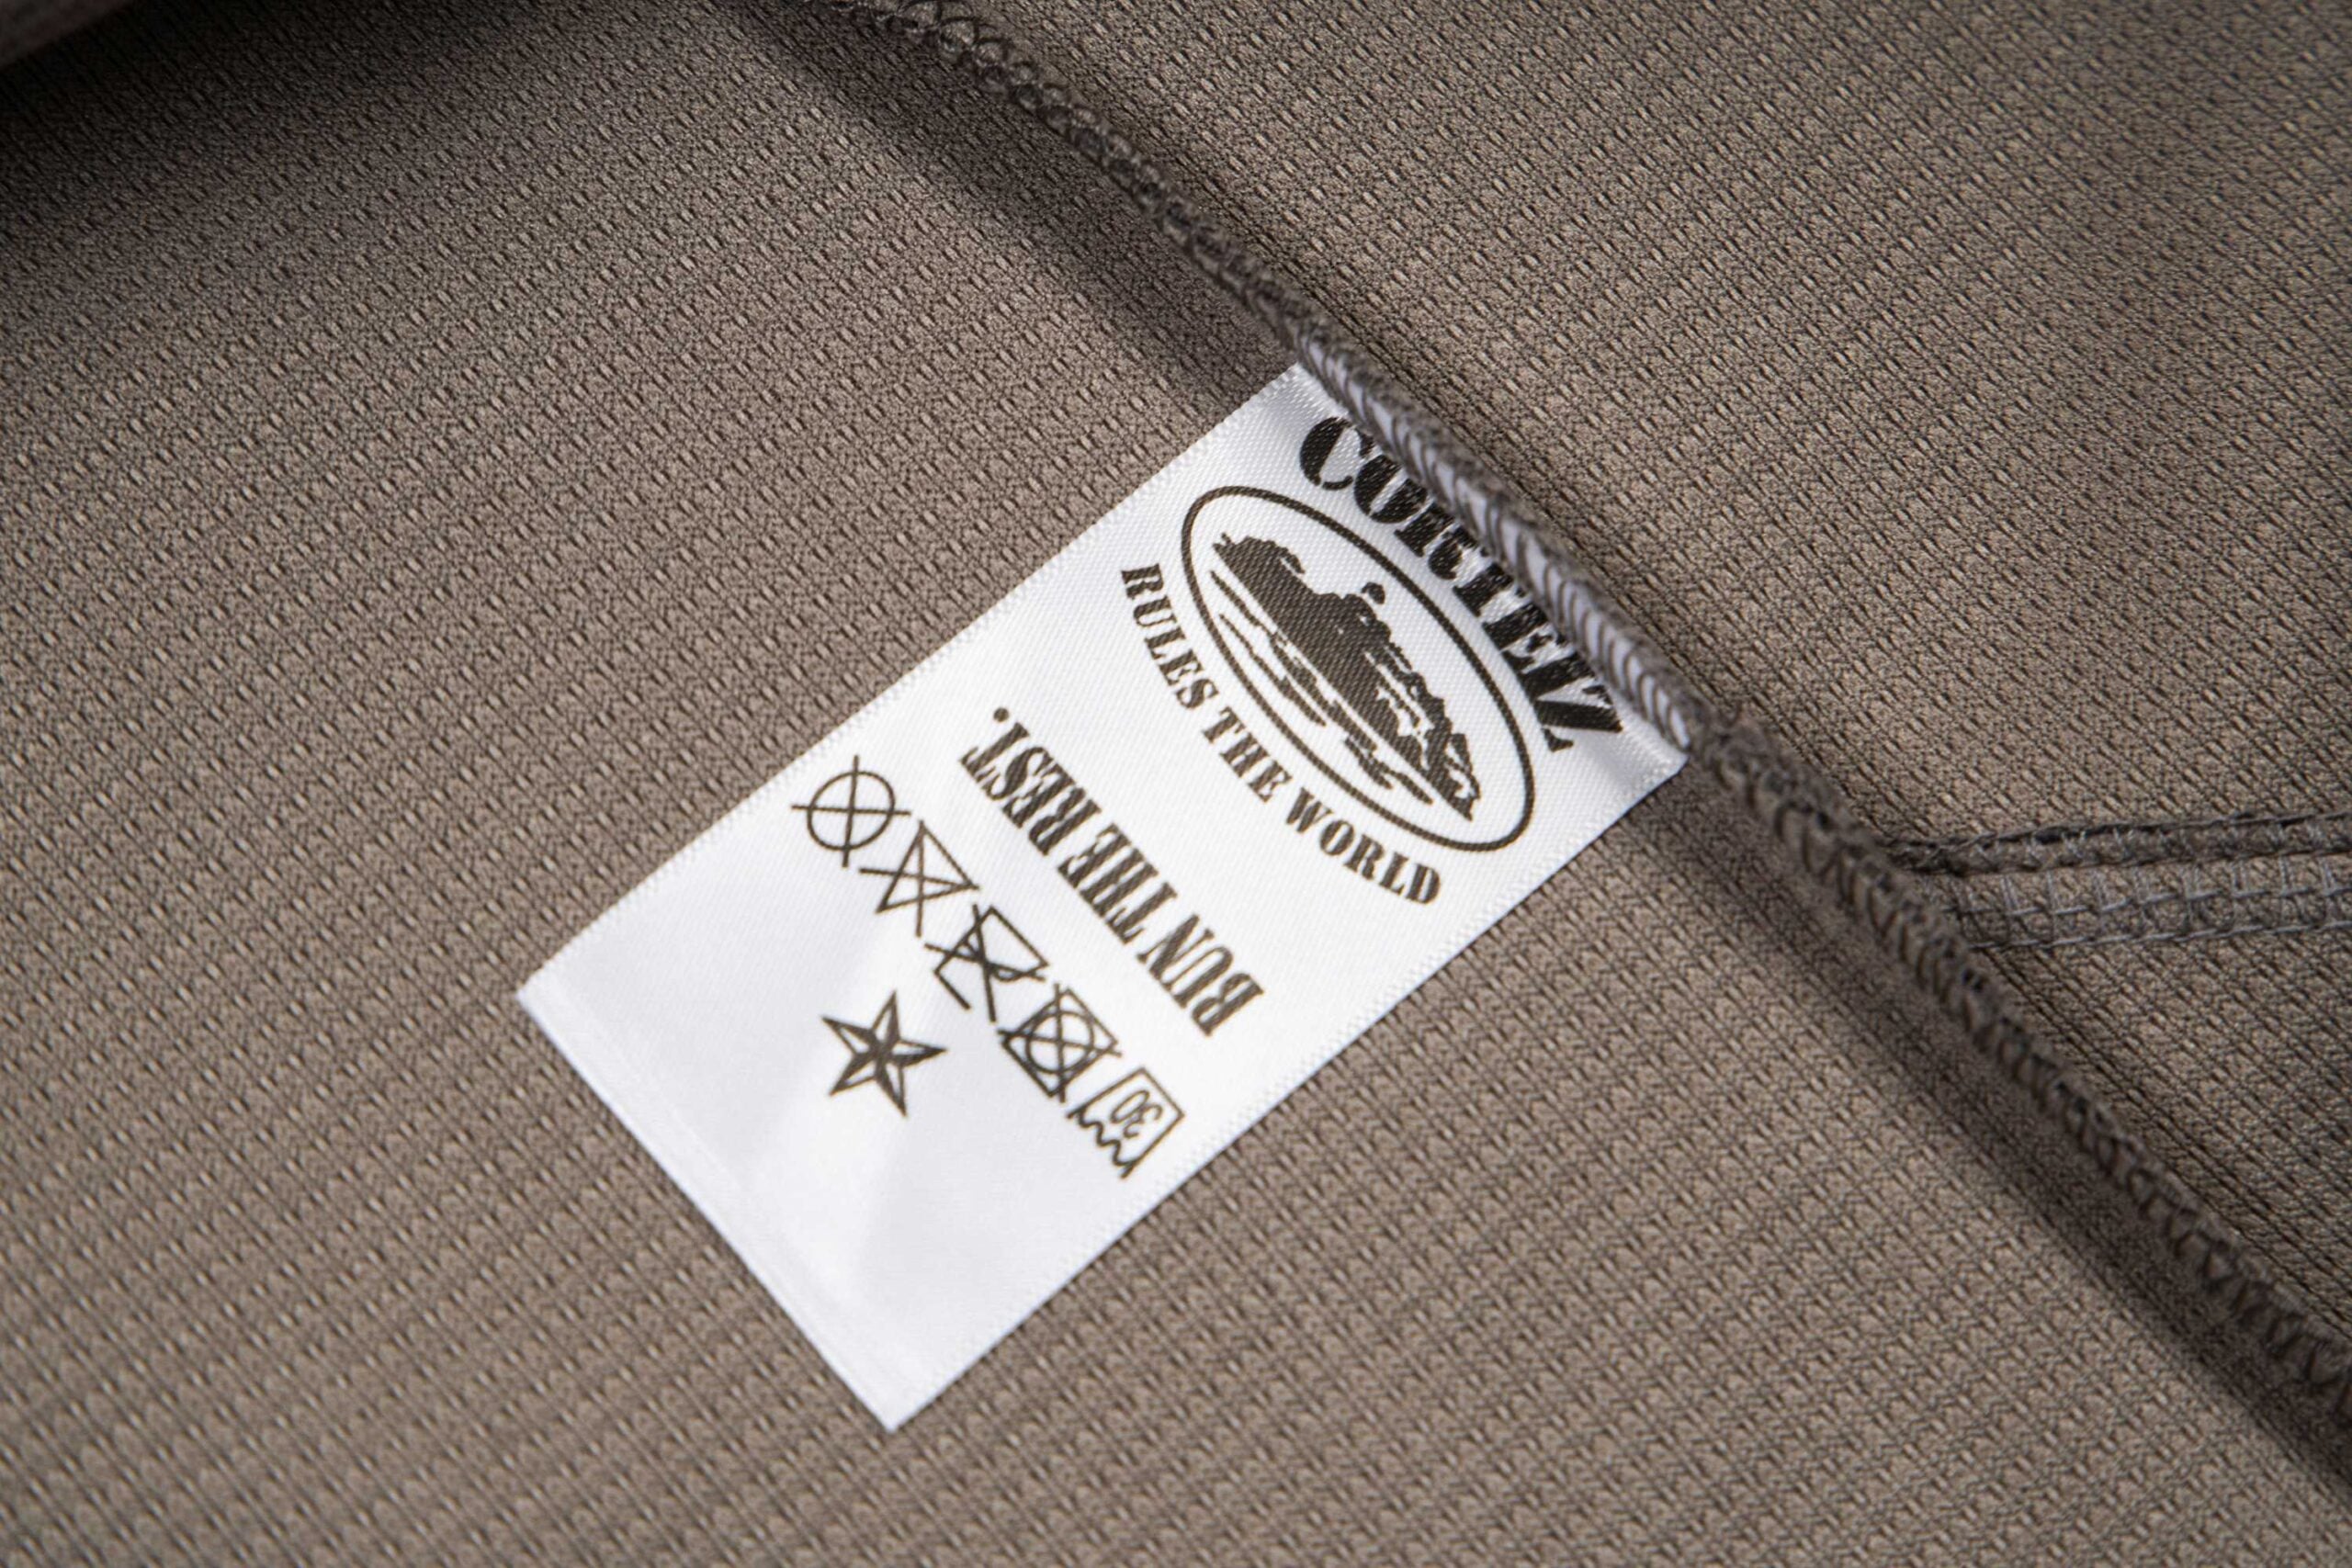 CORTEIZ
RULES THE WORLD
RUN THE REST.
30